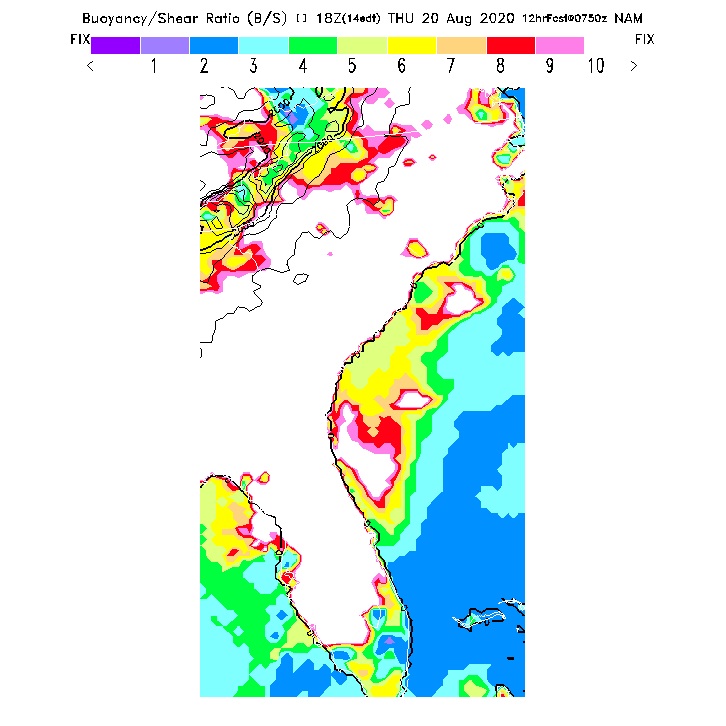 Buoyancy/Shear Ratio (B/S) [] 18Z(14edt) THU 20 Aug 2020 12hrFcst@0750z NAM
FIX FIX
< 1 2 3 4 5 6 7 8 9 10 >